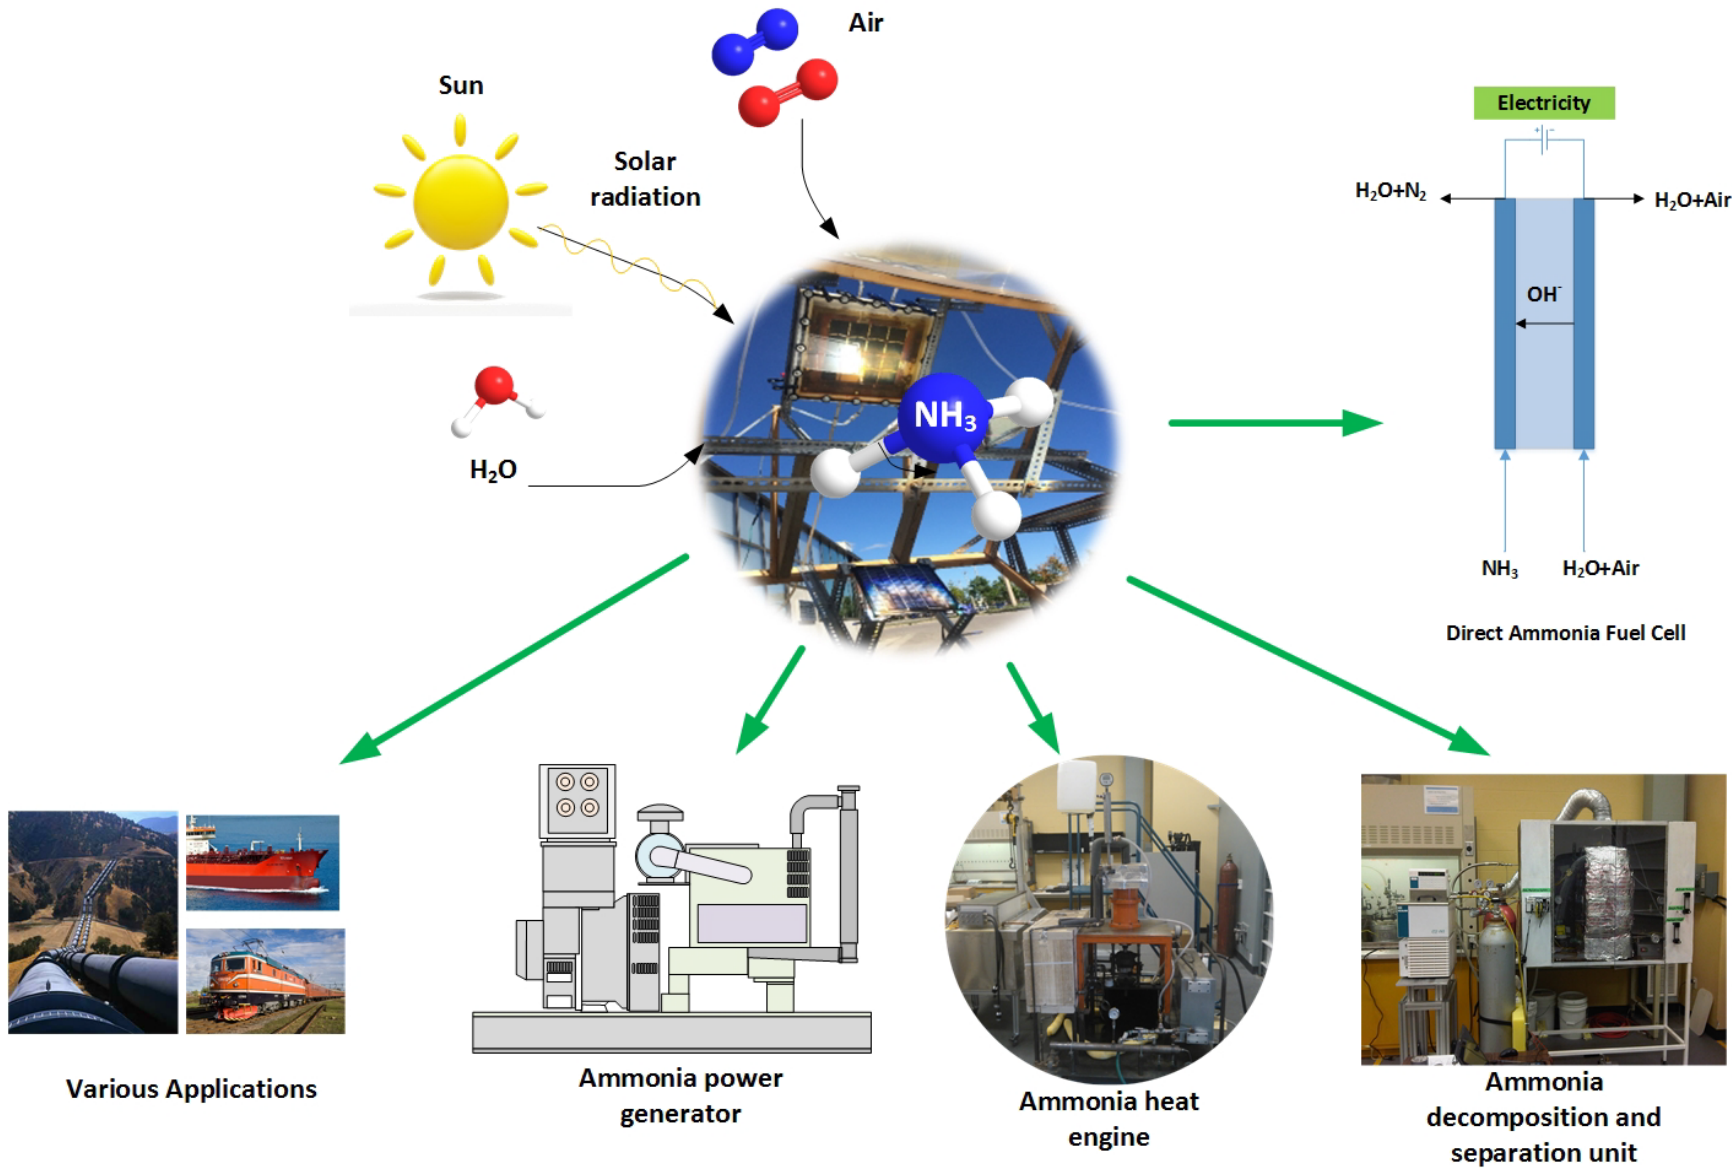 Air
Sun
Solar
radiation
H₂O
NH₃
Electricity
+ −
H₂O+N₂
H₂O+Air
OH⁻
NH₃
H₂O+Air
Direct Ammonia Fuel Cell
Various Applications
Ammonia power
generator
Ammonia heat
engine
Ammonia
decomposition and
separation unit